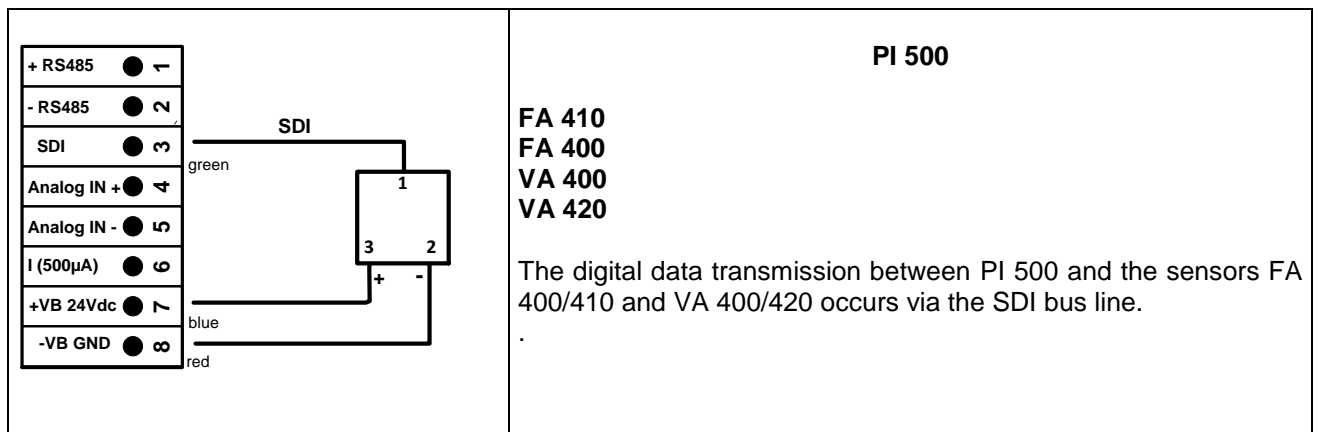 + RS485 1
- RS485 2
SDI 3
Analog IN + 4
Analog IN - 5
I (500µA) 6
+VB 24Vdc 7
-VB GND 8
SDI
green
1
3 2
+ -
blue
red
PI 500
FA 410
FA 400
VA 400
VA 420
The digital data transmission between PI 500 and the sensors FA
400/410 and VA 400/420 occurs via the SDI bus line.
.